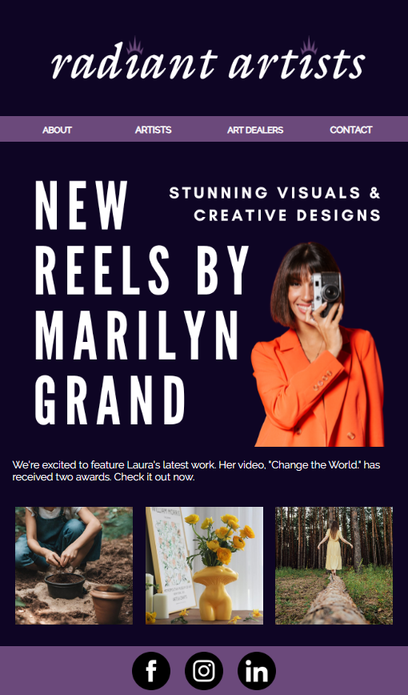 radiant artists
ABOUT ARTISTS ART DEALERS CONTACT
STUNNING VISUALS &
CREATIVE DESIGNS
NEW
REELS BY
MARILYN
GRAND
We're excited to feature Laura's latest work. Her video, "Change the World." has
received two awards. Check it out now.